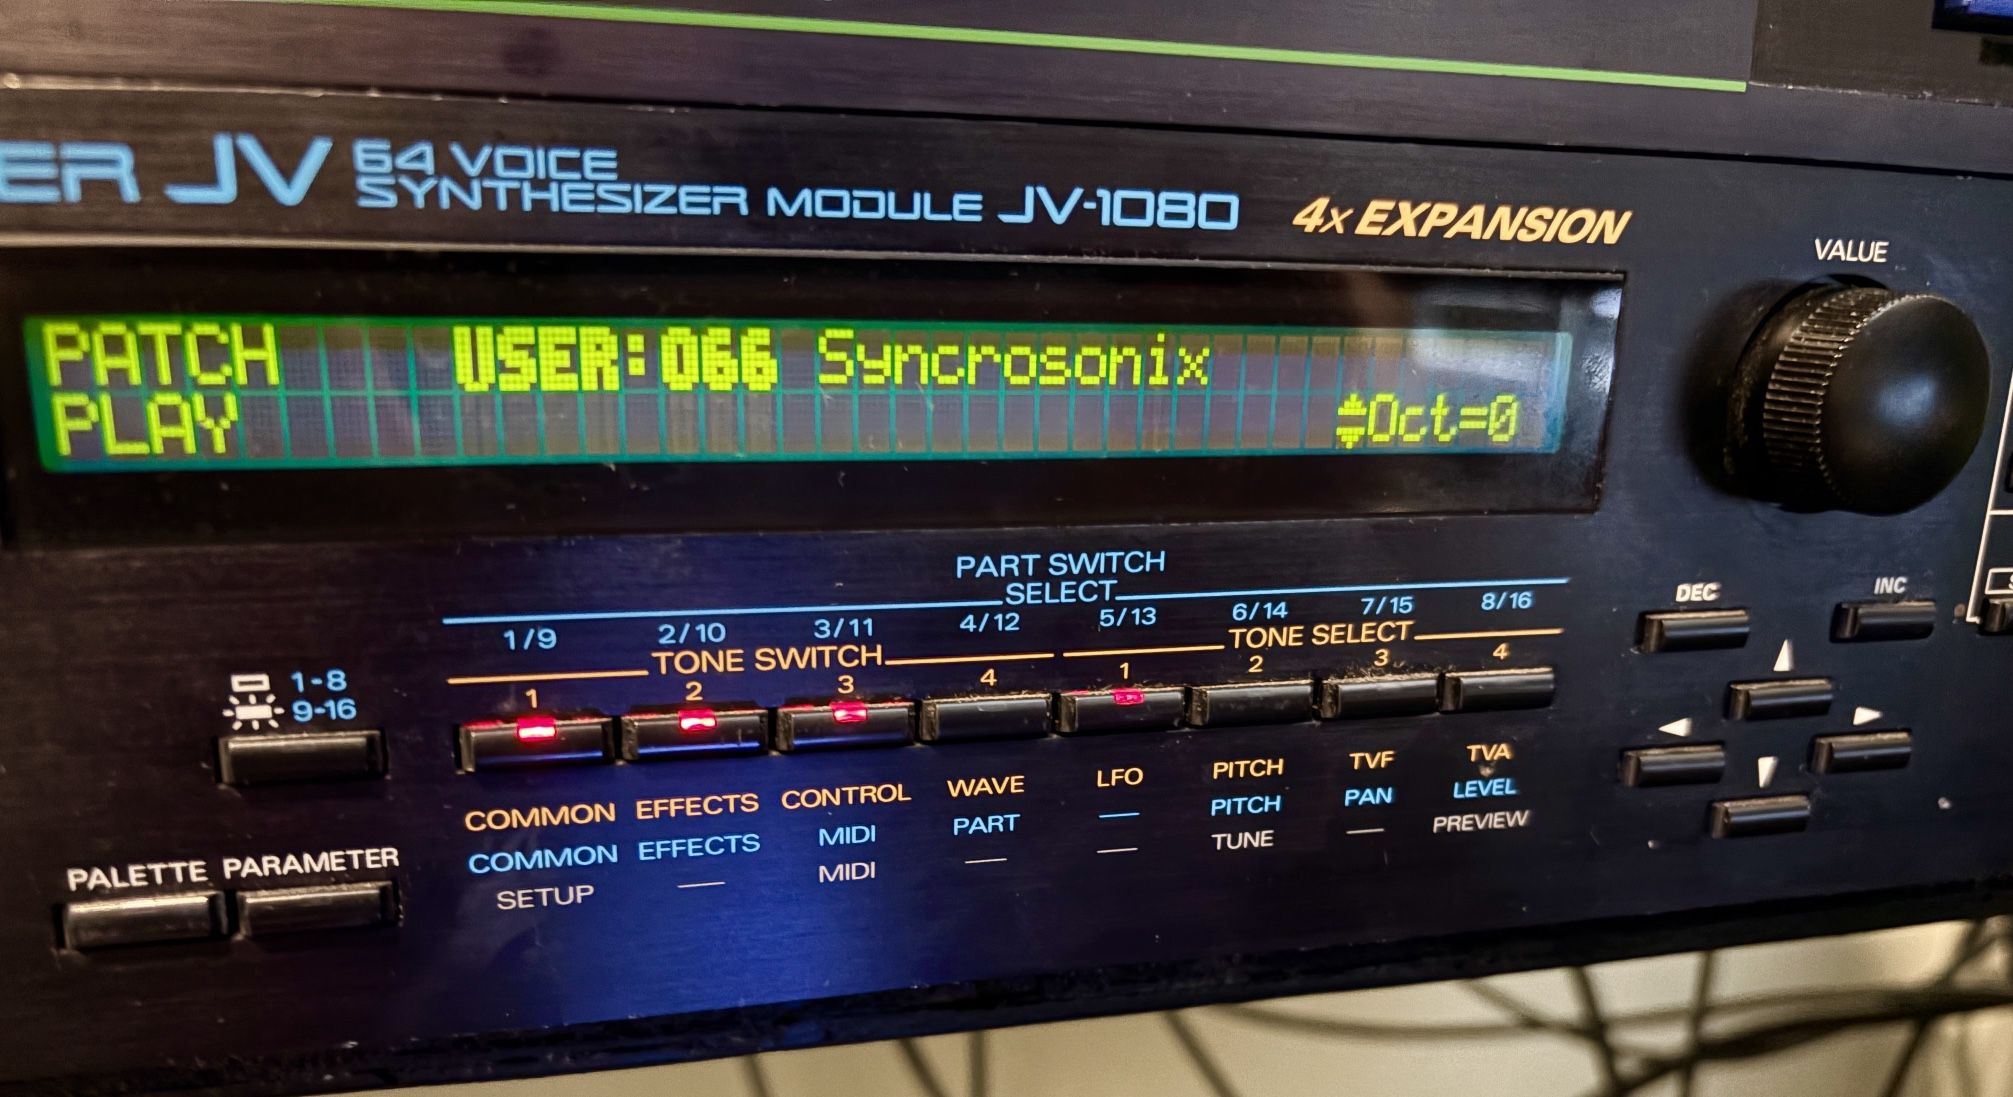 ER JV 64 VOICE
SYNTHESIZER MODULE JV-1080 4x EXPANSION
VALUE
PATCH USER:066 Syncrosonix
PLAY Oct=0
PART SWITCH
SELECT
1/9 2/10 3/11 4/12 5/13 6/14 7/15 8/16
TONE SWITCH TONE SELECT
1 2 3 4 1 2 3 4
DEC INC
1-8
9-16
COMMON EFFECTS CONTROL WAVE LFO PITCH TVF TVA
COMMON EFFECTS MIDI PART — PITCH PAN LEVEL
SETUP — MIDI — — TUNE — PREVIEW
PALETTE PARAMETER